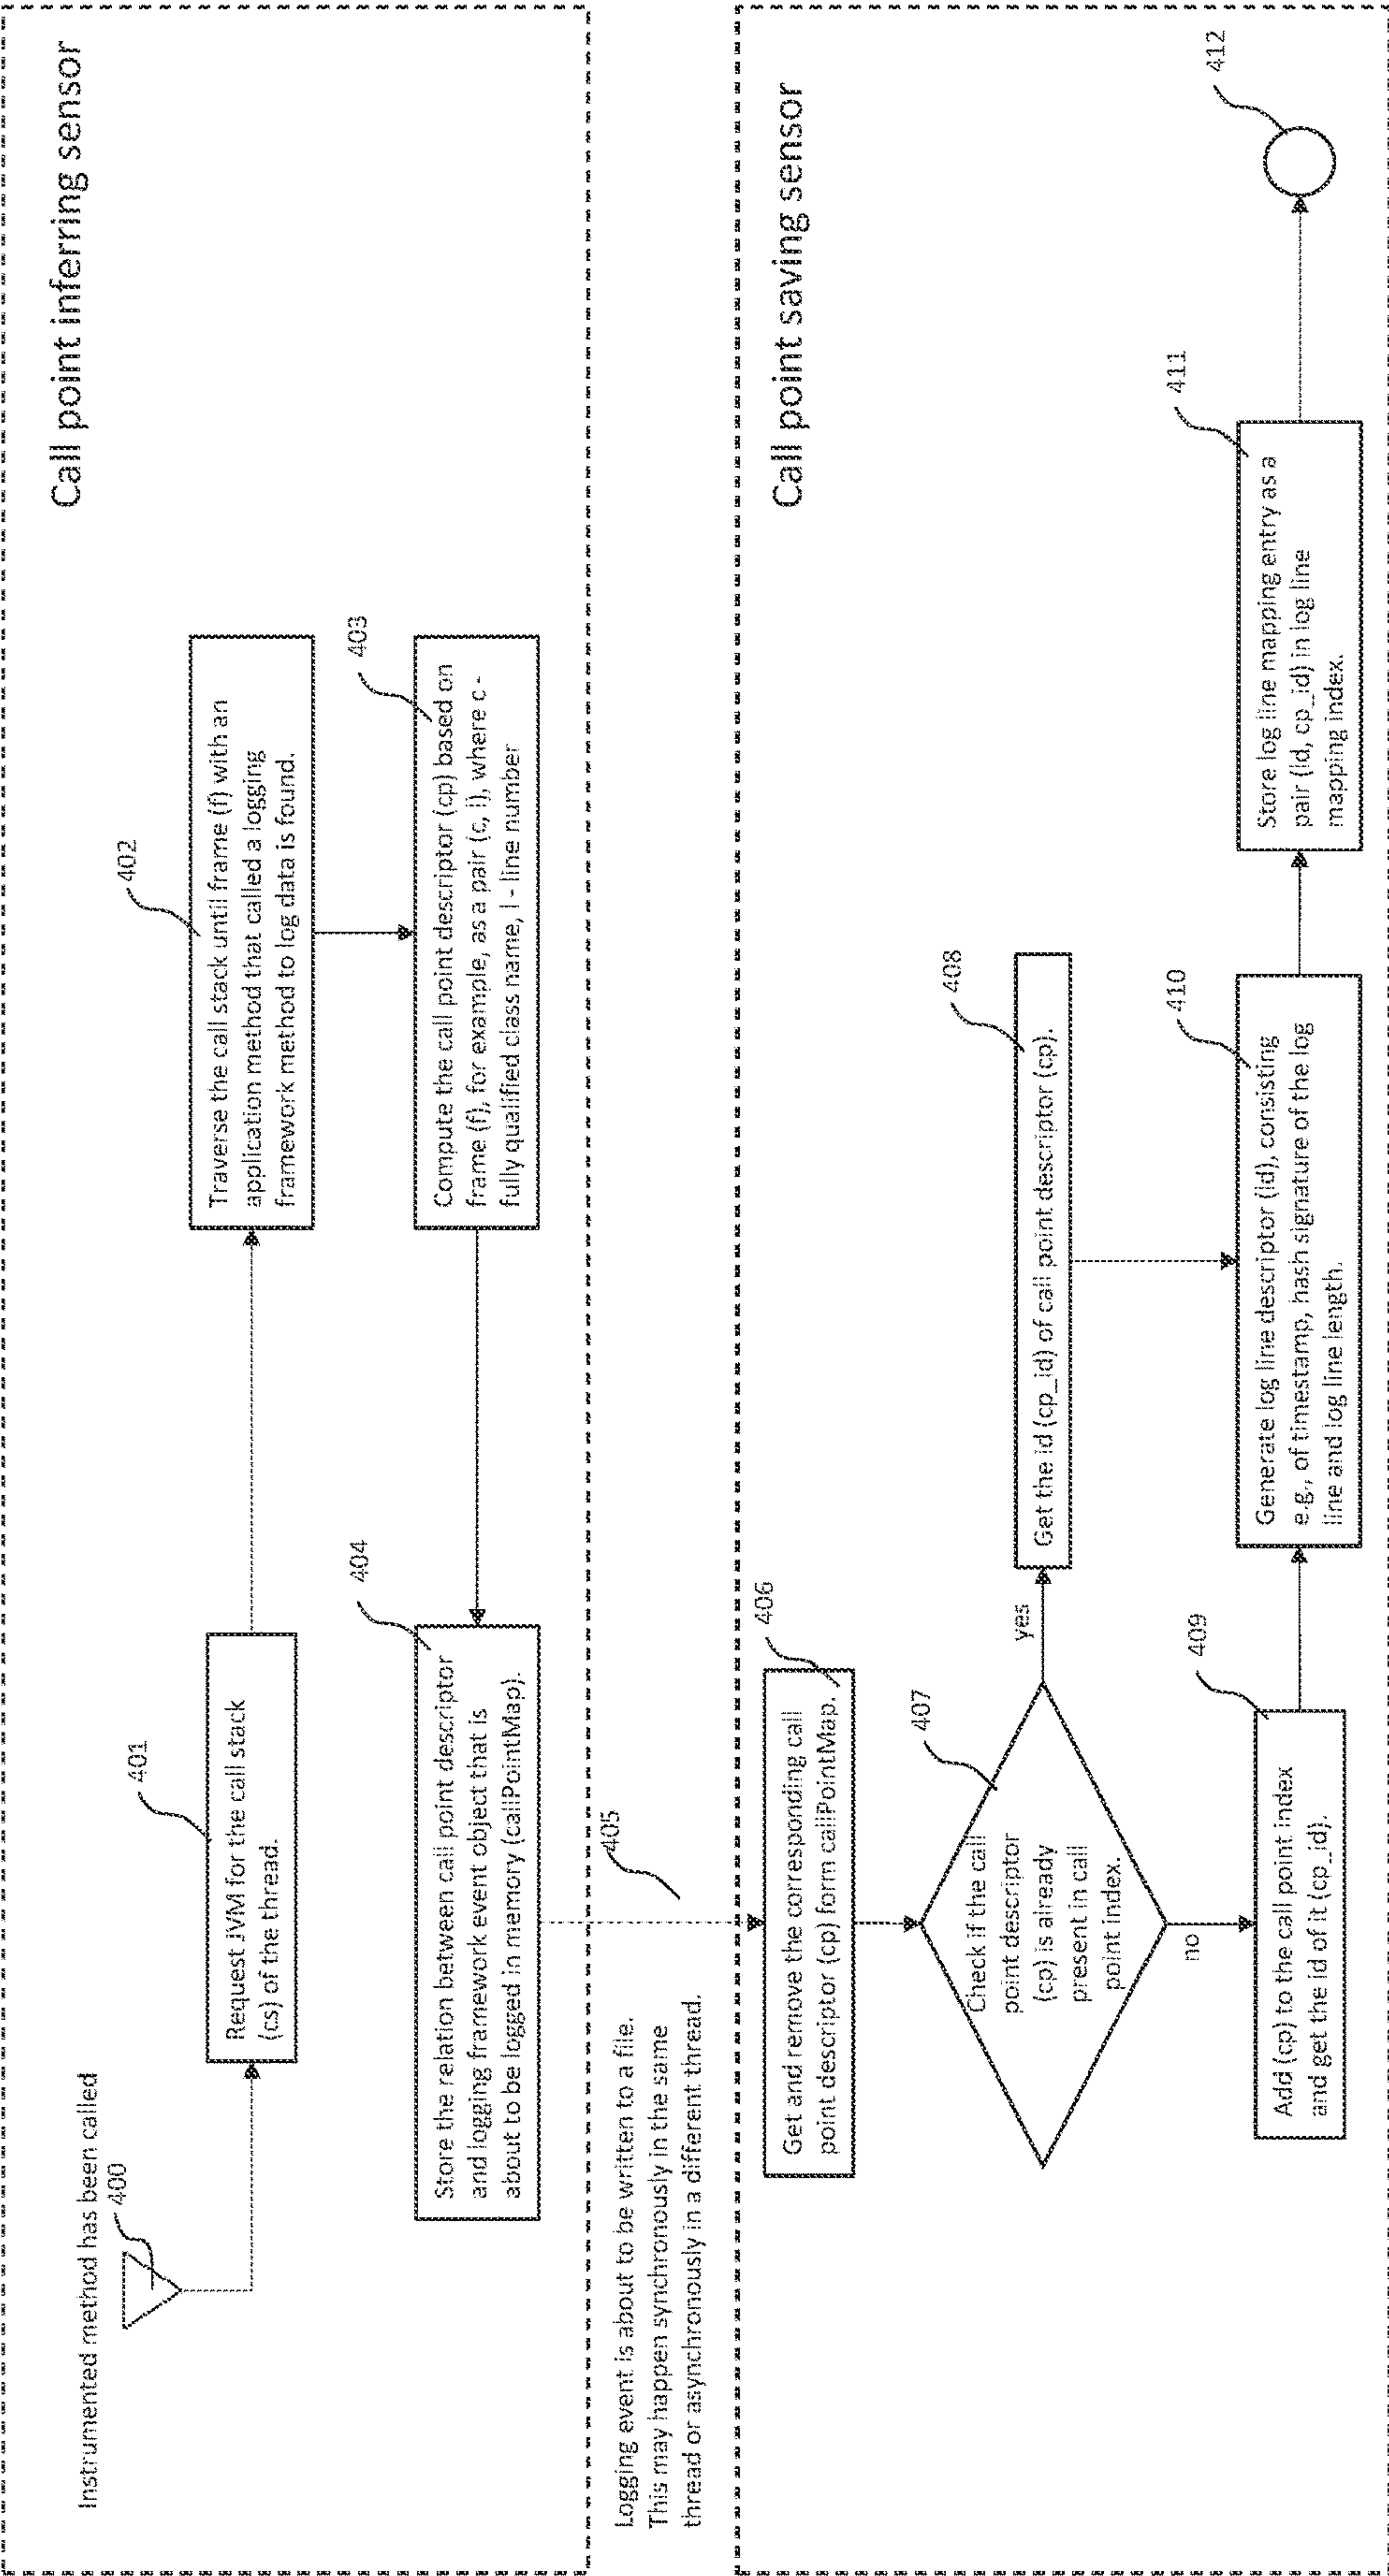 Call point inferring sensor
Instrumented method has been called
400
401
Request JVM for the call stack
(cs) of the thread.
402
Traverse the call stack until frame (f) with an
application method that called a logging
framework method to log data is found.
403
Compute the call point descriptor (cp) based on
frame (f), for example, as a pair (c, l), where c -
fully qualified class name, l - line number
404
Store the relation between call point descriptor
and logging framework event object that is
about to be logged in memory (callPointMap).
405
Logging event is about to be written to a file.
This may happen synchronously in the same
thread or asynchronously in a different thread.
Call point saving sensor
406
Get and remove the corresponding call
point descriptor (cp) form callPointMap.
407
Check if the call
point descriptor
(cp) is already
present in call
point index.
yes
408
Get the id (cp_id) of call point descriptor (cp).
no
409
Add (cp) to the call point index
and get the id of it (cp_id).
410
Generate log line descriptor (ld), consisting
e.g., of timestamp, hash signature of the log
line and log line length.
411
Store log line mapping entry as a
pair (ld, cp_id) in log line
mapping index.
412